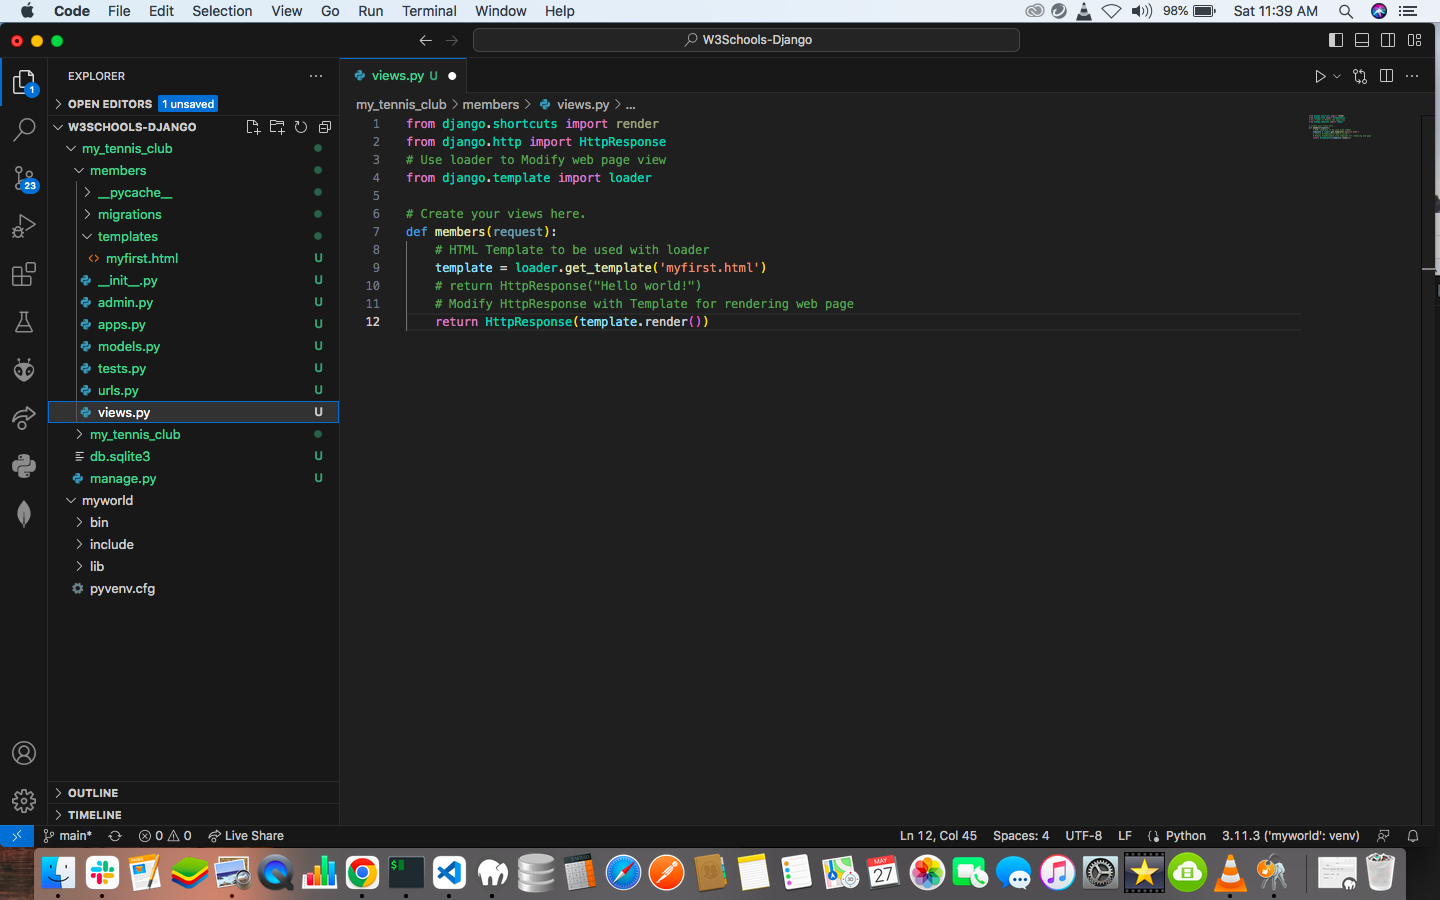 Code File Edit Selection View Go Run Terminal Window Help 98% Sat 11:39 AM
W3Schools-Django
EXPLORER
views.py U
1
OPEN EDITORS 1 unsaved
my_tennis_club > members > views.py > ...
W3SCHOOLS-DJANGO
my_tennis_club
members
__pycache__
migrations
templates
myfirst.html U
__init__.py U
admin.py U
apps.py U
models.py U
tests.py U
urls.py U
views.py U
my_tennis_club
db.sqlite3 U
manage.py U
myworld
bin
include
lib
pyvenv.cfg
23
OUTLINE
TIMELINE
1 from django.shortcuts import render
2 from django.http import HttpResponse
3 # Use loader to Modify web page view
4 from django.template import loader
5
6 # Create your views here.
7 def members(request):
8 # HTML Template to be used with loader
9 template = loader.get_template('myfirst.html')
10 # return HttpResponse("Hello world!")
11 # Modify HttpResponse with Template for rendering web page
12 return HttpResponse(template.render())
main* 0 0 Live Share Ln 12, Col 45 Spaces: 4 UTF-8 LF Python 3.11.3 ('myworld': venv)
MAY
27